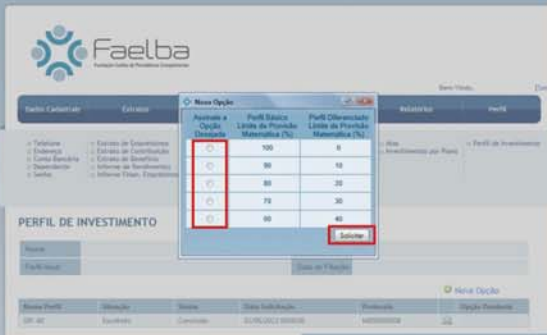 Faelba
Fundação Coelba de Previdência Complementar
Bem-Vindo,
Dados Cadastrais Extratos Relatórios Perfil
Nova Opção
Assinale a Opção Desejada
Perfil Básico Limite da Provisão Matemática (%)
Perfil Diferenciado Limite da Provisão Matemática (%)
100 0
90 10
80 20
70 30
60 40
Solicitar
» Telefone
» Endereço
» Conta Bancária
» Dependente
» Senha
» Extrato de Empréstimos
» Extrato de Contribuição
» Extrato de Benefício
» Informe de Rendimentos
» Investimentos por Plano
» Perfil de Investimento
PERFIL DE INVESTIMENTO
Nome
Perfil Atual
Data de Filiação
Nova Opção
Nome Perfil Situação Status Data Solicitação Protocolo Opção Desejada